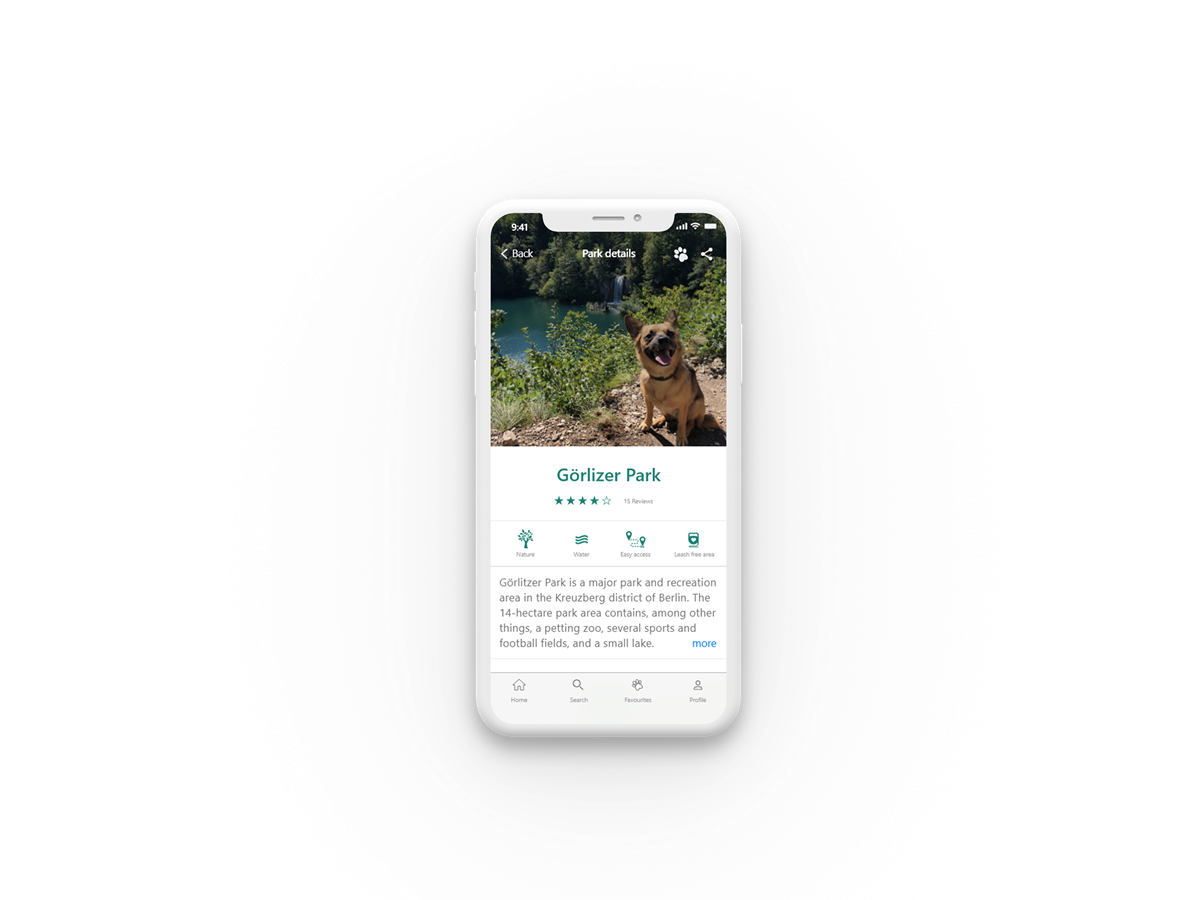 9:41
Back Park details
Görlizer Park
15 Reviews
Nature Water Easy access Leash free area
Görlitzer Park is a major park and recreation
area in the Kreuzberg district of Berlin. The
14-hectare park area contains, among other
things, a petting zoo, several sports and
football fields, and a small lake. more
Home Search Favourites Profile